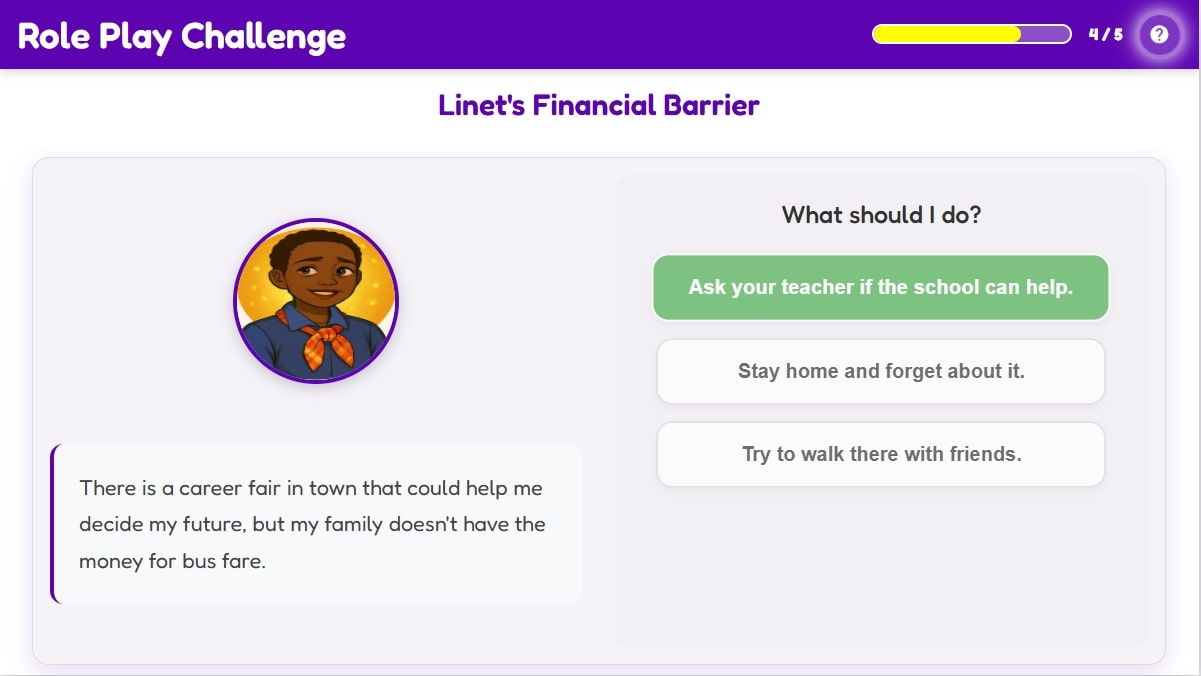 Role Play Challenge
4 / 5
?
Linet's Financial Barrier
There is a career fair in town that could help me
decide my future, but my family doesn't have the
money for bus fare.
What should I do?
Ask your teacher if the school can help.
Stay home and forget about it.
Try to walk there with friends.